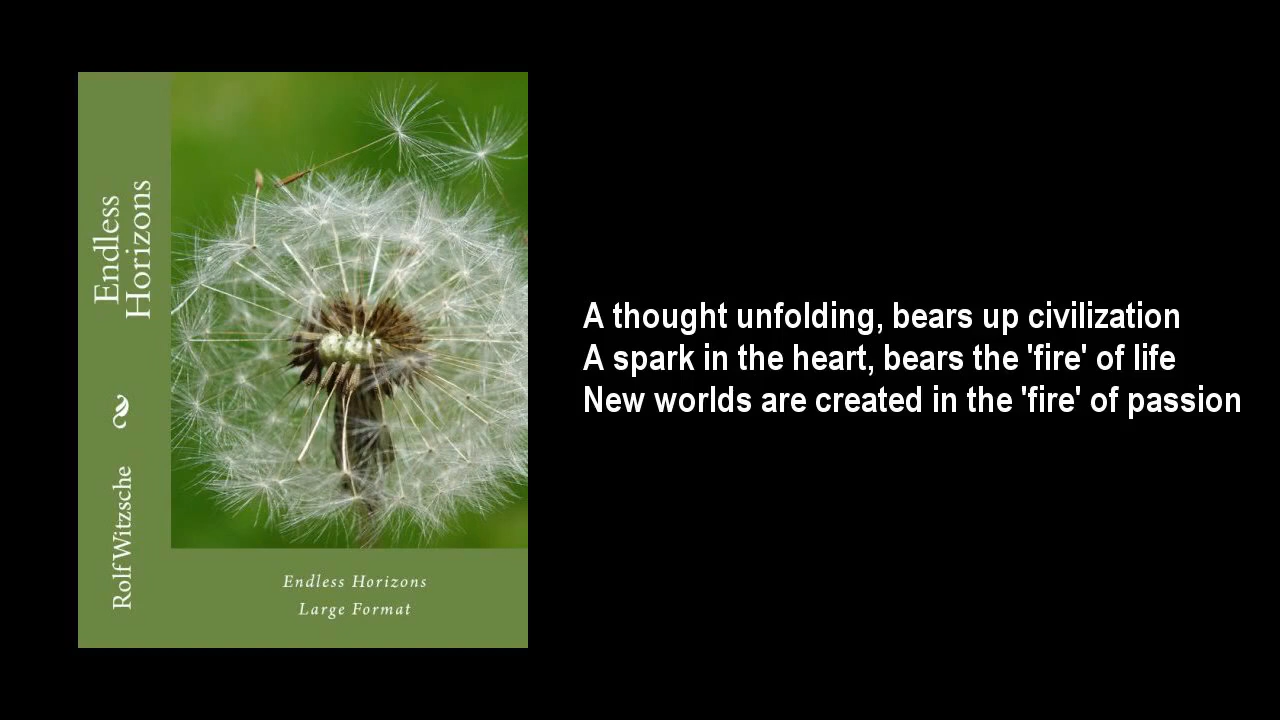 Endless
Horizons
Rolf Witzsche
Endless Horizons
Large Format
A thought unfolding, bears up civilization
A spark in the heart, bears the 'fire' of life
New worlds are created in the 'fire' of passion